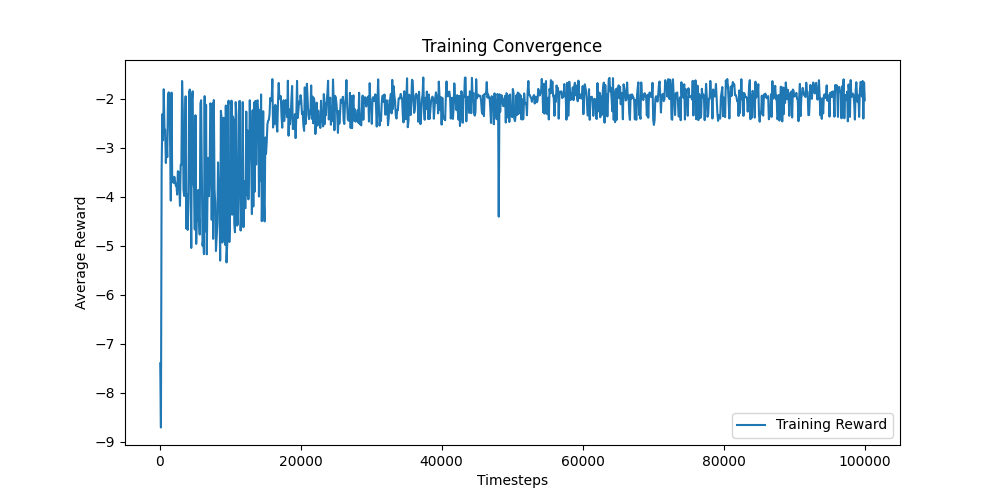 Training Convergence
Average Reward
−2
−3
−4
−5
−6
−7
−8
−9
Training Reward
0 20000 40000 60000 80000 100000
Timesteps